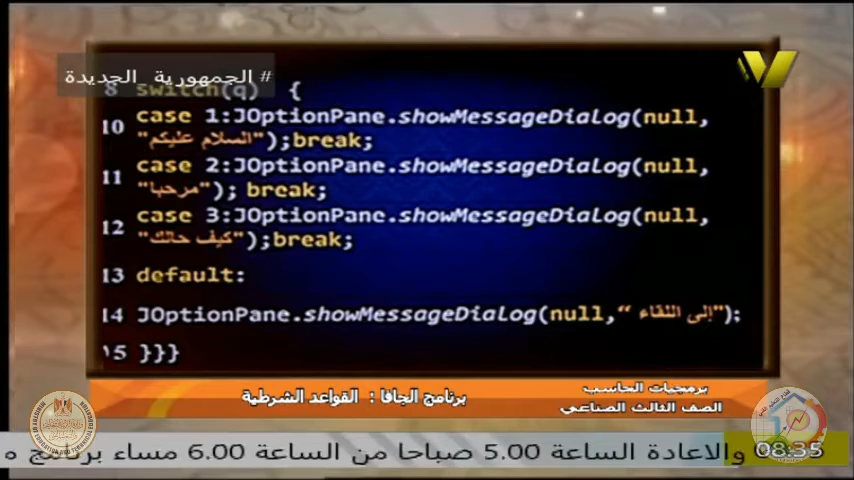 # الجمهورية_الجديدة
8 switch(q) {
10 case 1:JOptionPane.showMessageDialog(null,
"السلام عليكم");break;
11 case 2:JOptionPane.showMessageDialog(null,
"مرحبا"); break;
12 case 3:JOptionPane.showMessageDialog(null,
"كيف حالك");break;
13 default:
14 JOptionPane.showMessageDialog(null,“ إلى اللقاء");
15 }}}
برمجيات الحاسب
الصف الثالث الصناعي
برنامج الجافا : القواعد الشرطية
والاعادة الساعة 5.00 صباحا من الساعة 6.00 مساء برنامج
08:35